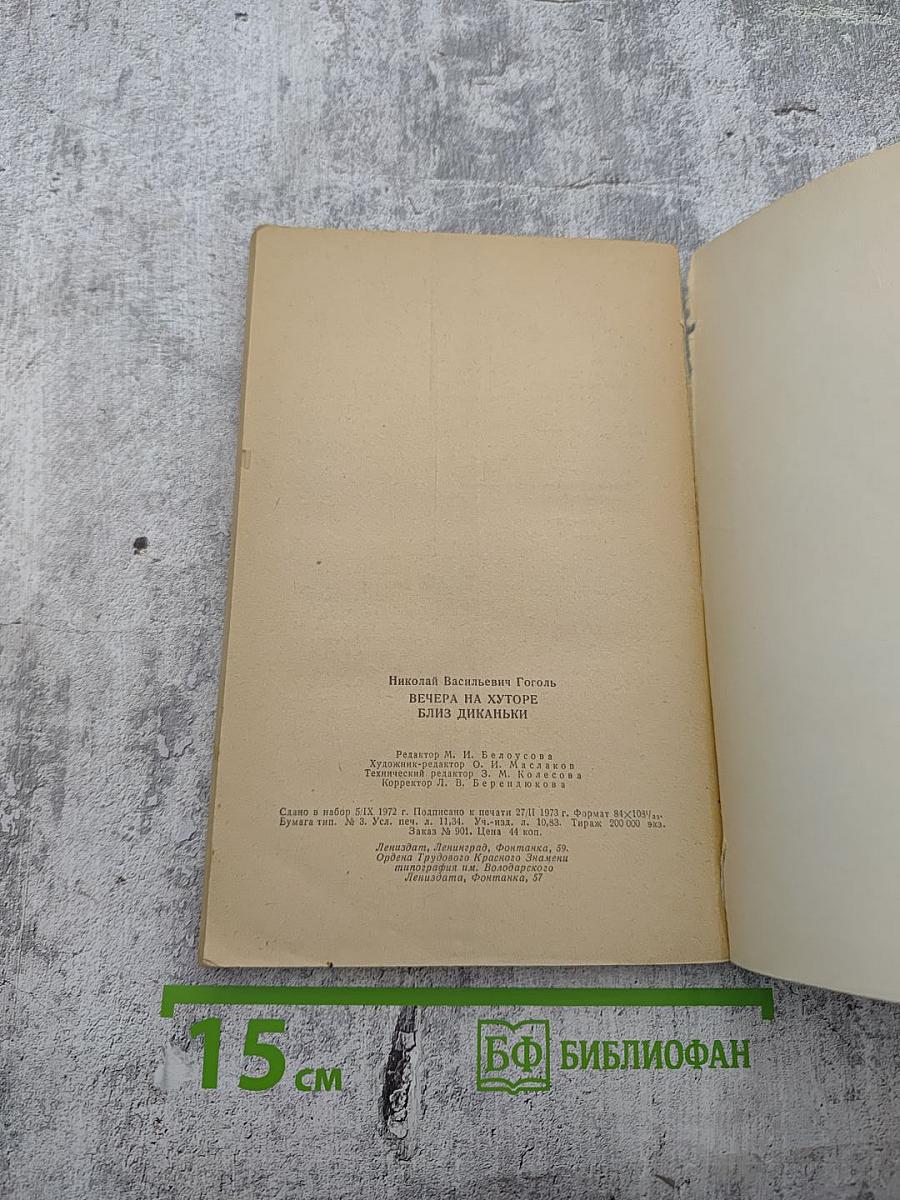 Николай Васильевич Гоголь
ВЕЧЕРА НА ХУТОРЕ
БЛИЗ ДИКАНЬКИ
Редактор М. И. Белоусова
Художник-редактор О. И. Маслаков
Технический редактор З. М. Колесова
Корректор Л. В. Берендюкова
Сдано в набор 5/IX 1972 г. Подписано к печати 27/II 1973 г. Формат 84×108¹/₃₂.
Бумага тип. № 3. Усл. печ. л. 11,34. Уч.-изд. л. 10,83. Тираж 200 000 экз.
Заказ № 901. Цена 44 коп.
Лениздат, Ленинград, Фонтанка, 59.
Ордена Трудового Красного Знамени
типография им. Володарского
Лениздата, Фонтанка, 57
15 см
БФ БИБЛИОФАН